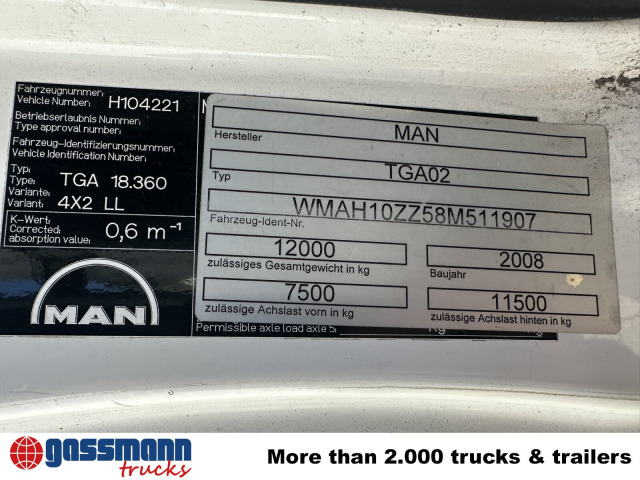 Fahrzeugnummer:
Vehicle Number: H104221
Betriebserlaubnis Nummer:
Type approval number:
Fahrzeug-Identifizierungsnummer:
Vehicle Identification Number:
Typ:
Type: TGA 18.360
Variante:
Variante: 4X2 LL
K-Wert:
Corrected
absorption value: 0,6 m⁻¹
MAN
MAN
Hersteller
TGA02
Typ
WMAH10ZZ58M511907
Fahrzeug-Ident-Nr.
12000
zulässiges Gesamtgewicht in kg
2008
Baujahr
7500
zulässige Achslast vorn in kg
11500
zulässige Achslast hinten in kg
Permissible axle load axle
gassmann
trucks
More than 2.000 trucks & trailers